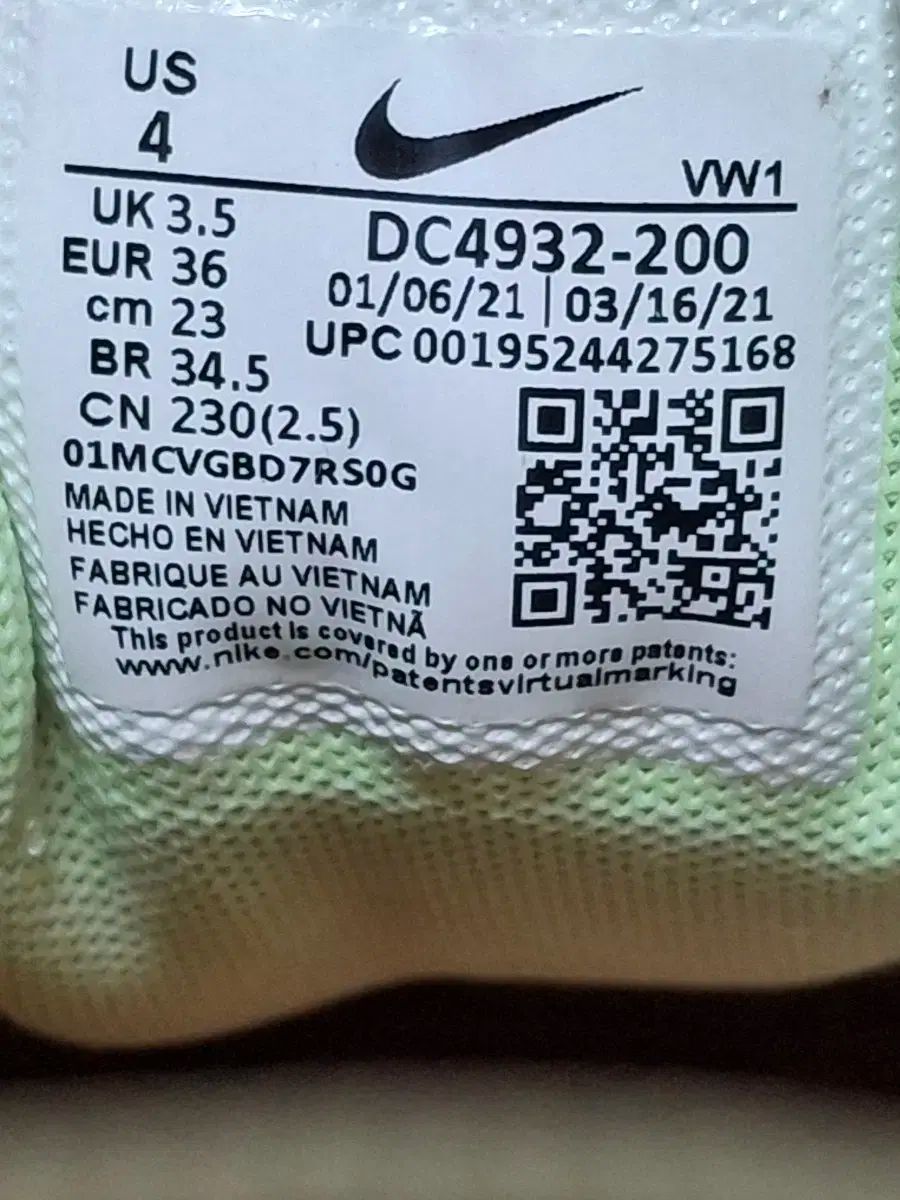 US
4
VW1
UK 3.5
EUR 36
cm 23
BR 34.5
CN 230(2.5)
DC4932-200
01/06/21 | 03/16/21
UPC 00195244275168
01MCVGBD7RS0G
MADE IN VIETNAM
HECHO EN VIETNAM
FABRIQUE AU VIETNAM
FABRICADO NO VIETNÃ
This product is covered by one or more patents:
www.nike.com/patentsvirtualmarking